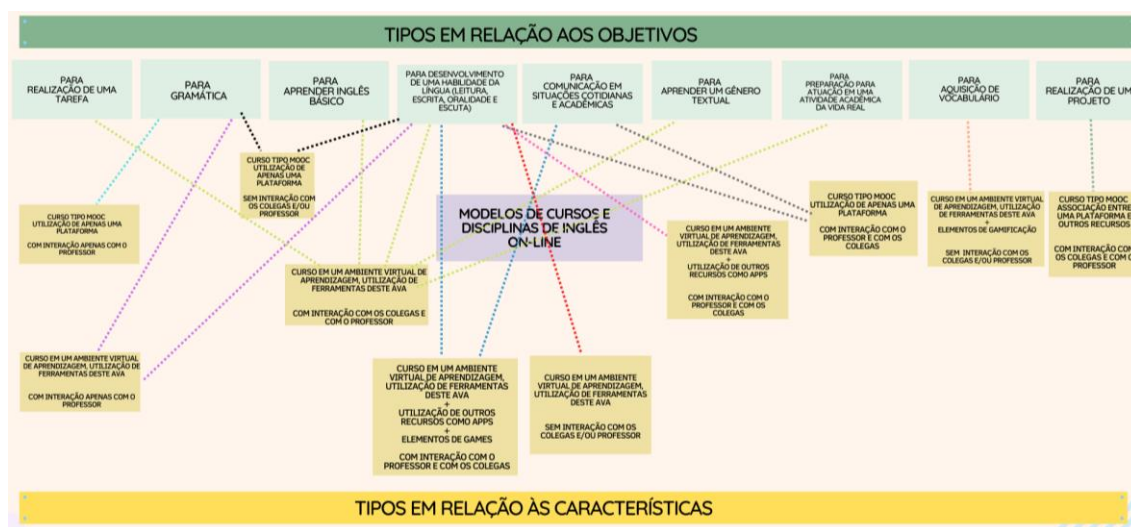 TIPOS EM RELAÇÃO AOS OBJETIVOS
PARA
REALIZAÇÃO DE UMA
TAREFA
PARA
GRAMÁTICA
PARA
APRENDER INGLÊS
BÁSICO
PARA DESENVOLVIMENTO
DE UMA HABILIDADE DA
LÍNGUA (LEITURA,
ESCRITA, ORALIDADE E
ESCUTA)
PARA
COMUNICAÇÃO EM
SITUAÇÕES COTIDIANAS
E ACADÊMICAS
PARA
APRENDER UM GÊNERO
TEXTUAL
PARA
PREPARAÇÃO PARA
ATUAÇÃO EM UMA
ATIVIDADE ACADÊMICA
DA VIDA REAL
PARA
AQUISIÇÃO DE
VOCABULÁRIO
PARA
REALIZAÇÃO DE UM
PROJETO
CURSO TIPO MOOC
UTILIZAÇÃO DE
APENAS UMA
PLATAFORMA
SEM INTERAÇÃO COM
OS COLEGAS E/OU
PROFESSOR
CURSO TIPO MOOC
UTILIZAÇÃO DE APENAS UMA
PLATAFORMA
COM INTERAÇÃO APENAS COM O
PROFESSOR
MODELOS DE CURSOS E
DISCIPLINAS DE INGLÊS
ON-LINE
CURSO EM UM AMBIENTE VIRTUAL DE
APRENDIZAGEM, UTILIZAÇÃO DE
FERRAMENTAS DESTE AVA
COM INTERAÇÃO COM OS COLEGAS E
COM O PROFESSOR
CURSO EM UM AMBIENTE VIRTUAL
DE APRENDIZAGEM,
UTILIZAÇÃO DE FERRAMENTAS
DESTE AVA
+
UTILIZAÇÃO DE OUTROS
RECURSOS COMO APPS
COM INTERAÇÃO COM O
PROFESSOR E COM OS
COLEGAS
CURSO TIPO MOOC
UTILIZAÇÃO DE APENAS UMA
PLATAFORMA
COM INTERAÇÃO COM O
PROFESSOR E COM OS
COLEGAS
CURSO EM UM AMBIENTE VIRTUAL
DE APRENDIZAGEM, UTILIZAÇÃO DE
FERRAMENTAS DESTE AVA
+
ELEMENTOS DE GAMIFICAÇÃO
SEM INTERAÇÃO COM OS
COLEGAS E/OU PROFESSOR
CURSO TIPO MOOC
ASSOCIAÇÃO ENTRE
UMA PLATAFORMA E
OUTROS RECURSOS
COM INTERAÇÃO COM
OS COLEGAS E COM O
PROFESSOR
CURSO EM UM AMBIENTE VIRTUAL
DE APRENDIZAGEM, UTILIZAÇÃO DE
FERRAMENTAS DESTE AVA
COM INTERAÇÃO APENAS COM O
PROFESSOR
CURSO EM UM AMBIENTE
VIRTUAL DE APRENDIZAGEM,
UTILIZAÇÃO DE FERRAMENTAS
DESTE AVA
+
UTILIZAÇÃO DE OUTROS
RECURSOS COMO APPS
+
ELEMENTOS DE GAMES
COM INTERAÇÃO COM O
PROFESSOR E COM OS COLEGAS
CURSO EM UM AMBIENTE
VIRTUAL DE APRENDIZAGEM,
UTILIZAÇÃO DE FERRAMENTAS
DESTE AVA
SEM INTERAÇÃO COM OS
COLEGAS E/OU PROFESSOR
TIPOS EM RELAÇÃO ÀS CARACTERÍSTICAS